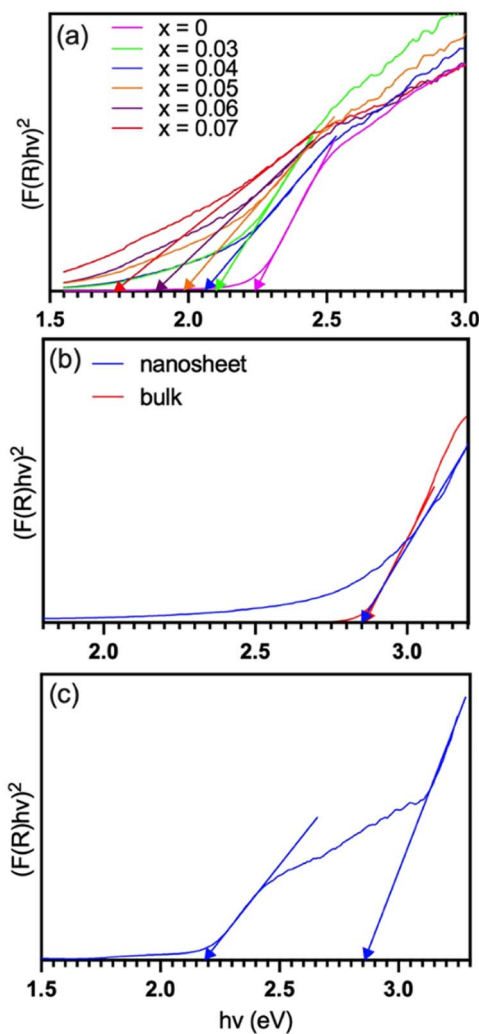 (a)
x = 0
x = 0.03
x = 0.04
x = 0.05
x = 0.06
x = 0.07
(F(R)hv)²
1.5 2.0 2.5 3.0
(b)
nanosheet
bulk
(F(R)hv)²
2.0 2.5 3.0
(c)
(F(R)hv)²
1.5 2.0 2.5 3.0
hv (eV)